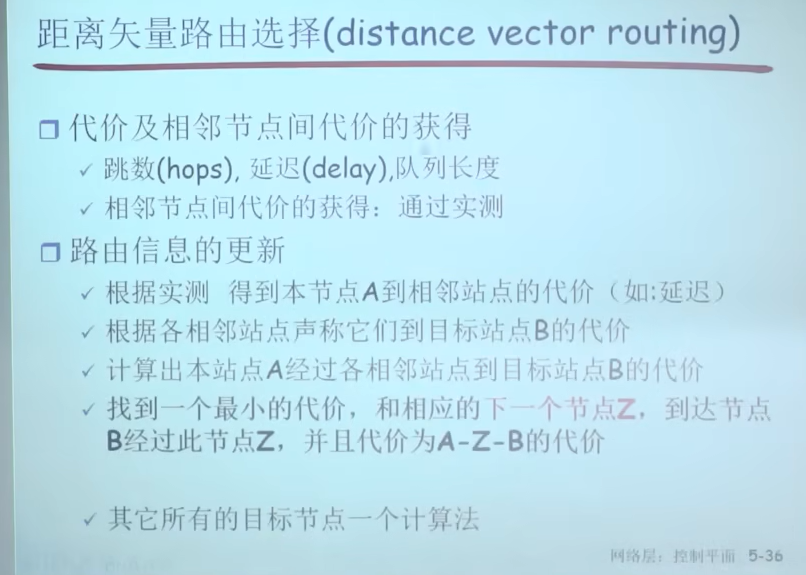 距离矢量路由选择(distance vector routing)
代价及相邻节点间代价的获得
跳数(hops), 延迟(delay),队列长度
相邻节点间代价的获得：通过实测
路由信息的更新
根据实测 得到本节点A到相邻站点的代价（如:延迟）
根据各相邻站点声称它们到目标站点B的代价
计算出本站点A经过各相邻站点到目标站点B的代价
找到一个最小的代价，和相应的下一个节点Z，到达节点
B经过此节点Z，并且代价为A-Z-B的代价
其它所有的目标节点一个计算法
网络层：控制平面 5-36